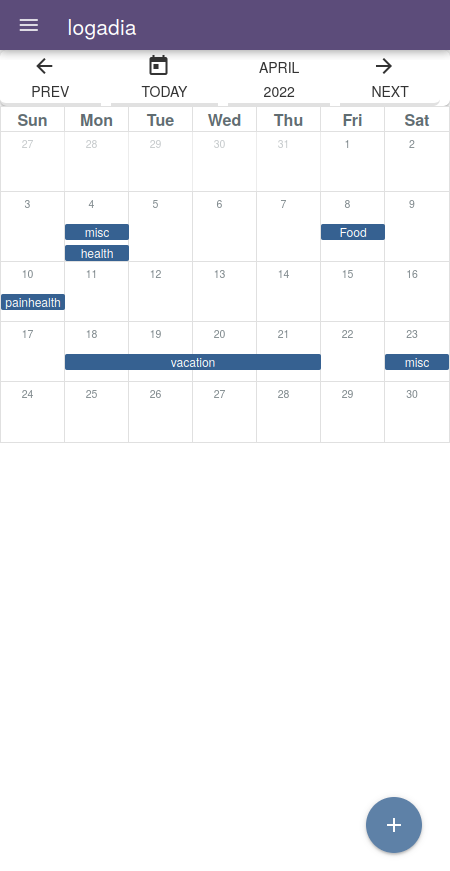 logadia
PREV TODAY APRIL 2022 NEXT
Sun Mon Tue Wed Thu Fri Sat
27 28 29 30 31 1 2
3 4 5 6 7 8 9
misc Food
health
10 11 12 13 14 15 16
painhealth
17 18 19 20 21 22 23
vacation misc
24 25 26 27 28 29 30